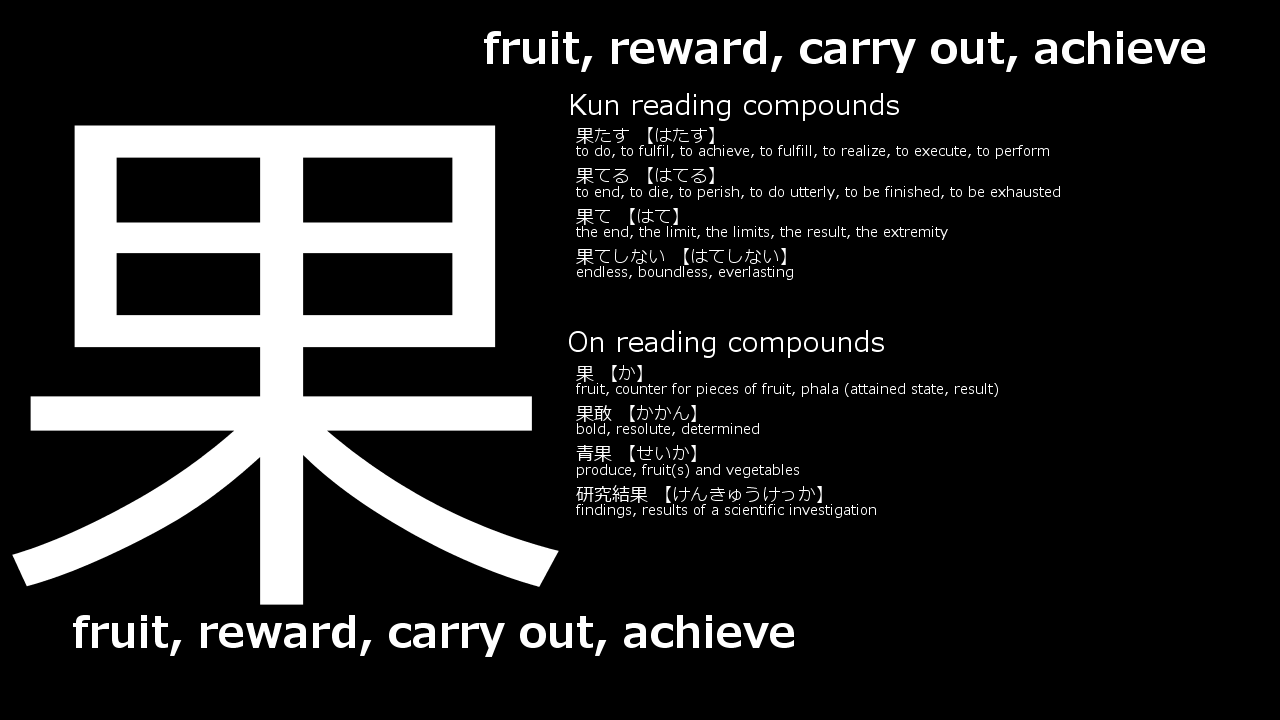 fruit, reward, carry out, achieve
果
Kun reading compounds
果たす 【はたす】
to do, to fulfil, to achieve, to fulfill, to realize, to execute, to perform
果てる 【はてる】
to end, to die, to perish, to do utterly, to be finished, to be exhausted
果て 【はて】
the end, the limit, the limits, the result, the extremity
果てしない 【はてしない】
endless, boundless, everlasting
On reading compounds
果 【か】
fruit, counter for pieces of fruit, phala (attained state, result)
果敢 【かかん】
bold, resolute, determined
青果 【せいか】
produce, fruit(s) and vegetables
研究結果 【けんきゅうけっか】
findings, results of a scientific investigation
fruit, reward, carry out, achieve